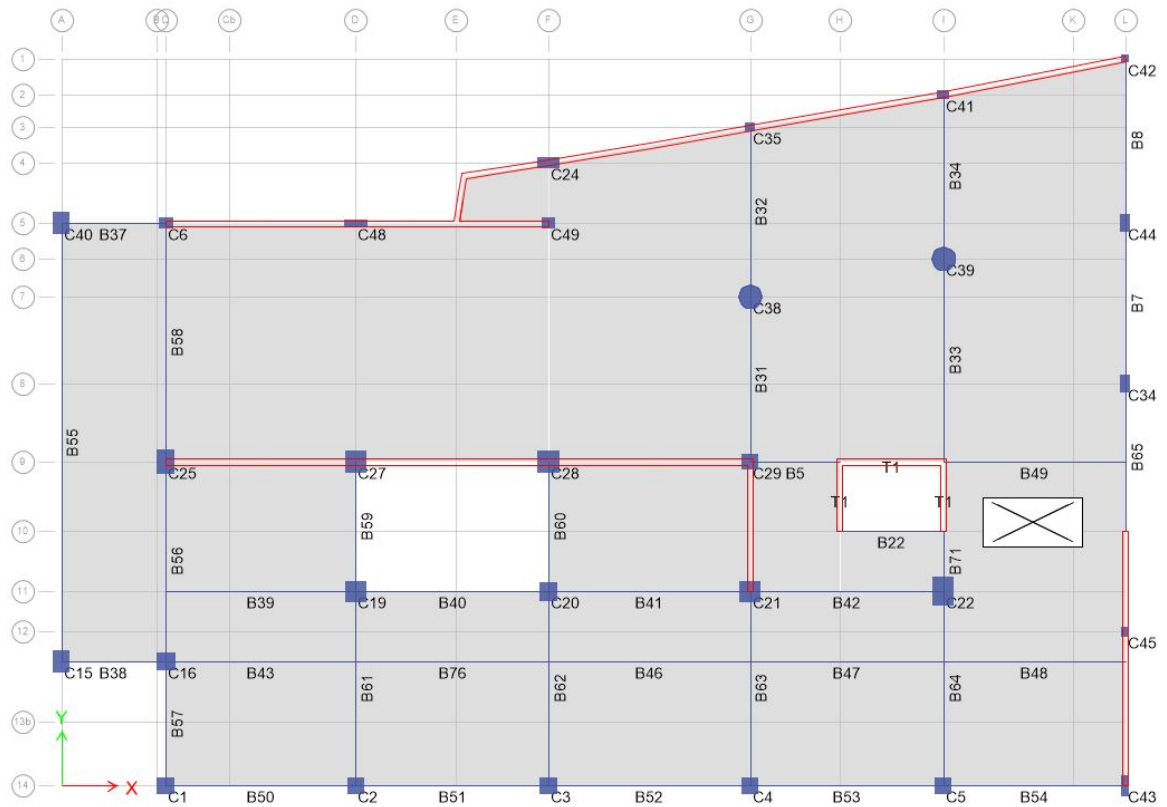 A B C Cb D E F G H I K L
1
C42
2
C41
3
C35
B8
4
C24
B34
B32
5
C40 B37 C6 C48 C49 C44
6
C39
7
C38
B7
B58
B31
B33
8
C34
B55
B65
9
C25 C27 C28 C29 B5 T1 B49
T1 T1
10
B56 B59 B60 B22 B71
11
B39 C19 B40 C20 B41 C21 B42 C22
12
C45
C15 B38 C16 B43 B76 B46 B47 B48
B57 B61 B62 B63 B64
Y
13b
14
X
C1 B50 C2 B51 C3 B52 C4 B53 C5 B54 C43